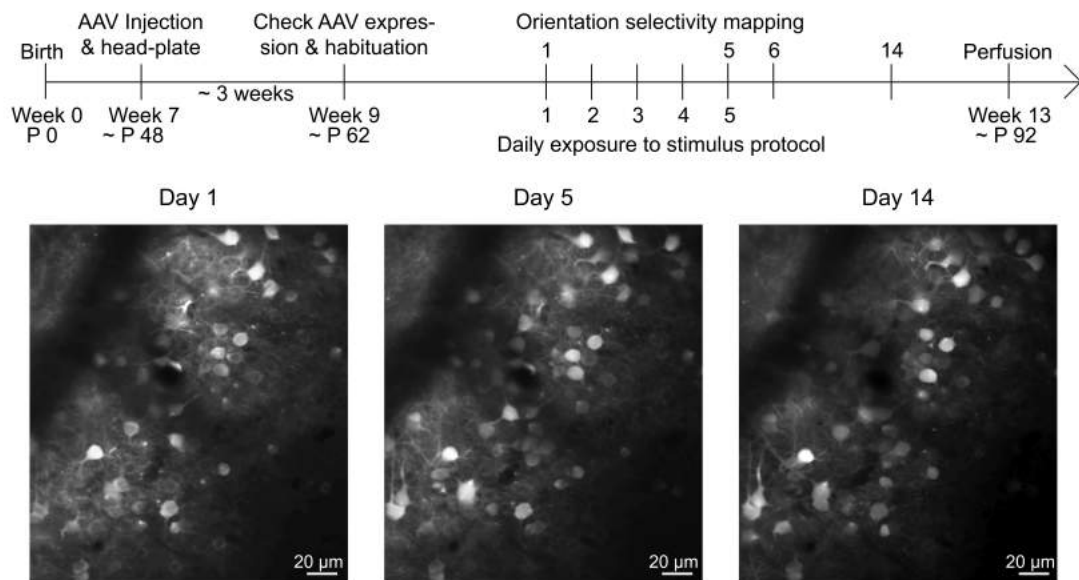 AAV Injection
& head-plate
Check AAV expres-
sion & habituation
Orientation selectivity mapping
Birth
1
5
6
14
Perfusion
~ 3 weeks
Week 0
P 0
Week 7
~ P 48
Week 9
~ P 62
1
2
3
4
5
Daily exposure to stimulus protocol
Week 13
~ P 92
Day 1
Day 5
Day 14
20 µm
20 µm
20 µm